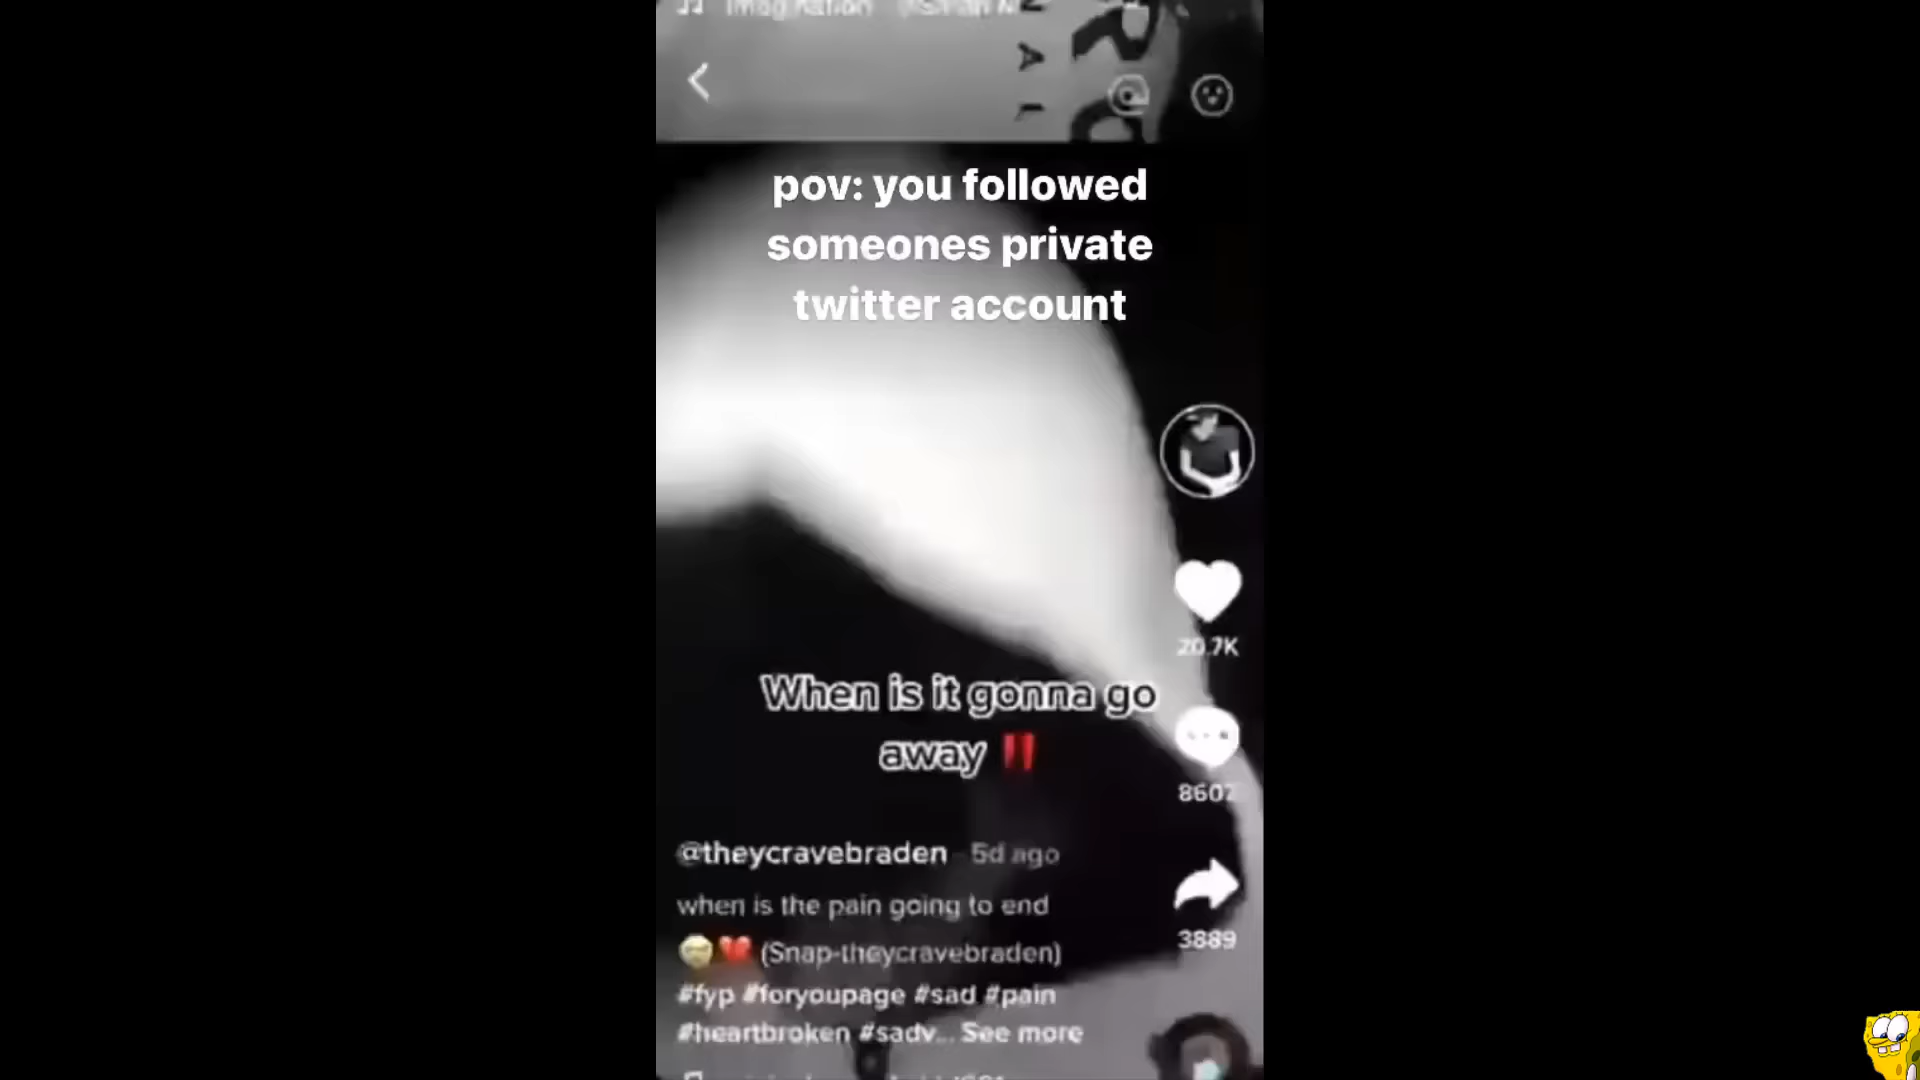 pov: you followed
someones private
twitter account
When is it gonna go
away ‼️
20.7K
@theycravebraden 5d ago
when is the pain going to end
(Snap-theycravebraden)
3889
#fyp #foryoupage #sad #pain
#heartbroken #sadv... See more